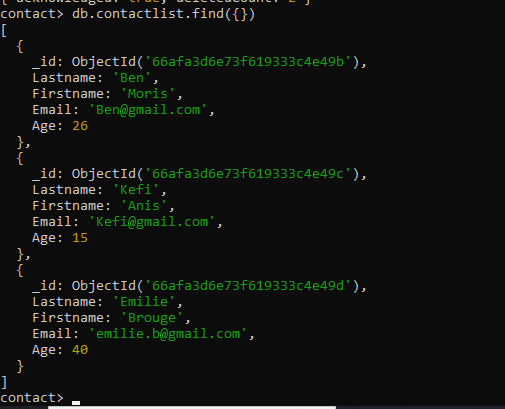 { acknowledged: true, deletedCount: 2 }
contact> db.contactlist.find({})
[
  {
    _id: ObjectId('66afa3d6e73f619333c4e49b'),
    Lastname: 'Ben',
    Firstname: 'Moris',
    Email: 'Ben@gmail.com',
    Age: 26
  },
  {
    _id: ObjectId('66afa3d6e73f619333c4e49c'),
    Lastname: 'Kefi',
    Firstname: 'Anis',
    Email: 'Kefi@gmail.com',
    Age: 15
  },
  {
    _id: ObjectId('66afa3d6e73f619333c4e49d'),
    Lastname: 'Emilie',
    Firstname: 'Brouge',
    Email: 'emilie.b@gmail.com',
    Age: 40
  }
]
contact>